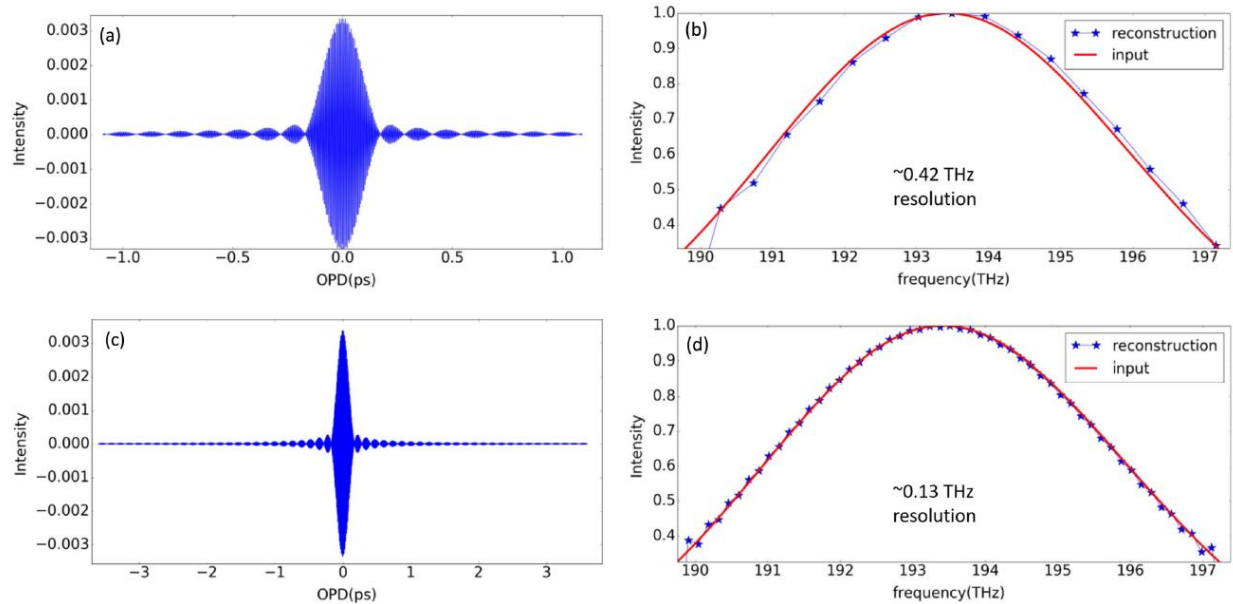 (a)
0.003
0.002
0.001
0.000
−0.001
−0.002
−0.003
Intensity
−1.0
−0.5
0.0
0.5
1.0
OPD(ps)
(b)
1.0
0.9
0.8
0.7
0.6
0.5
0.4
Intensity
reconstruction
input
~0.42 THz
resolution
190
191
192
193
194
195
196
197
frequency(THz)
(c)
0.003
0.002
0.001
0.000
−0.001
−0.002
−0.003
Intensity
−3
−2
−1
0
1
2
3
OPD(ps)
(d)
1.0
0.9
0.8
0.7
0.6
0.5
0.4
Intensity
reconstruction
input
~0.13 THz
resolution
190
191
192
193
194
195
196
197
frequency(THz)